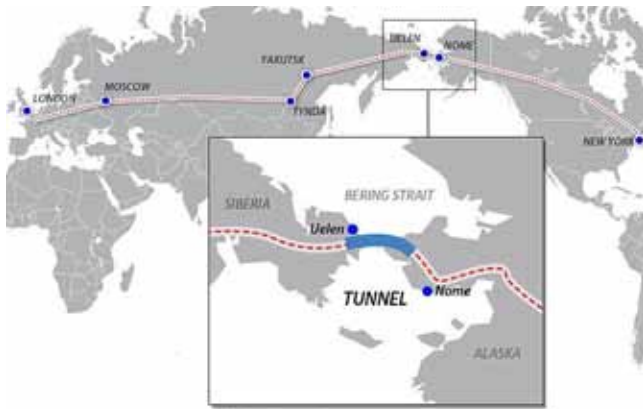 UELEN
NOME
YAKUTSK
MOSCOW
LONDON
TYNDA
NEW YORK
BERING STRAIT
SIBERIA
Uelen
TUNNEL
Nome
ALASKA